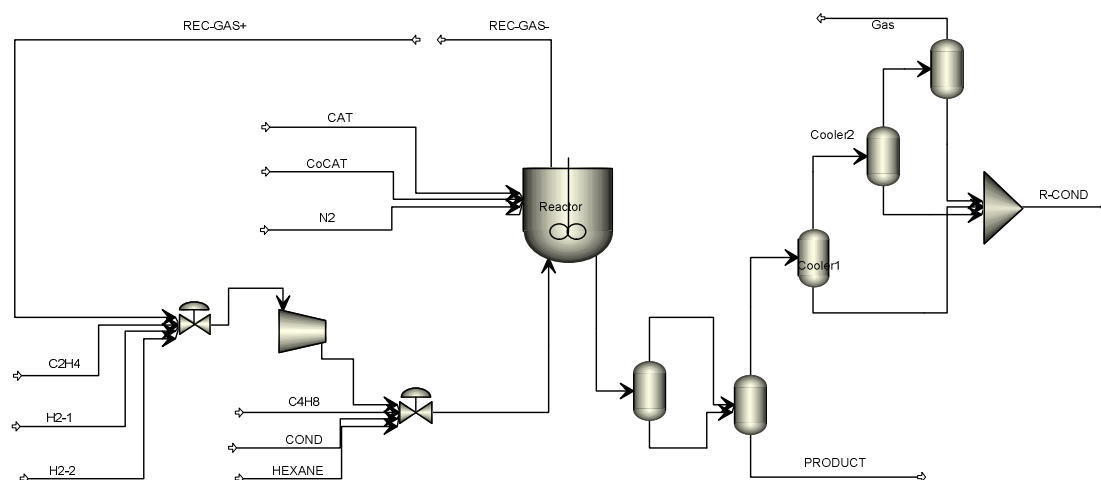 REC-GAS+
REC-GAS-
Gas
CAT
Cooler2
CoCAT
R-COND
Reactor
N2
Cooler1
C2H4
C4H8
H2-1
COND
PRODUCT
H2-2
HEXANE